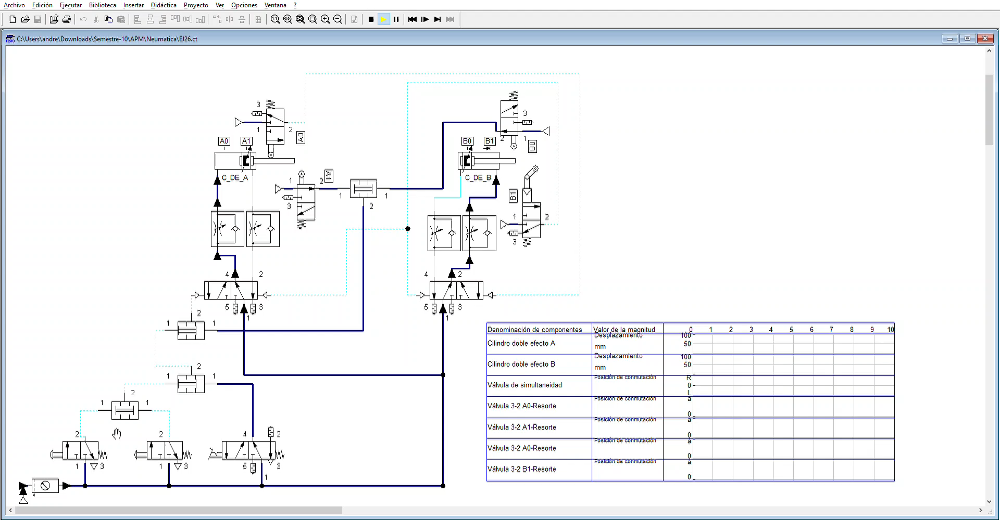 Archivo Edición Ejecutar Biblioteca Insertar Didáctica Proyecto Ver Opciones Ventana ?
FESTO C:\Users\andre\Downloads\Semestre-10\APM\Neumatica\EJ26.ct
3
1 2
A0
3
2 1
B0
A0 A1
B0 B1
C_DE_A
C_DE_B
1 2 A1
3
1 1
2
B1
1 2
3
4 2
5 3
1
4 2
5 3
1
2
1 1
2
1 1
2
1 1
2
1 3
2
1 3
4 2
5 3
1
Denominación de componentes Valor de la magnitud 0 1 2 3 4 5 6 7 8 9 10
Cilindro doble efecto A Desplazamiento mm 100 50
Cilindro doble efecto B Desplazamiento mm 100 50
Válvula de simultaneidad Posición de conmutación R 0 L
Válvula 3-2 A0-Resorte Posición de conmutación a 0
Válvula 3-2 A1-Resorte Posición de conmutación a 0
Válvula 3-2 A0-Resorte Posición de conmutación a 0
Válvula 3-2 B1-Resorte Posición de conmutación a 0